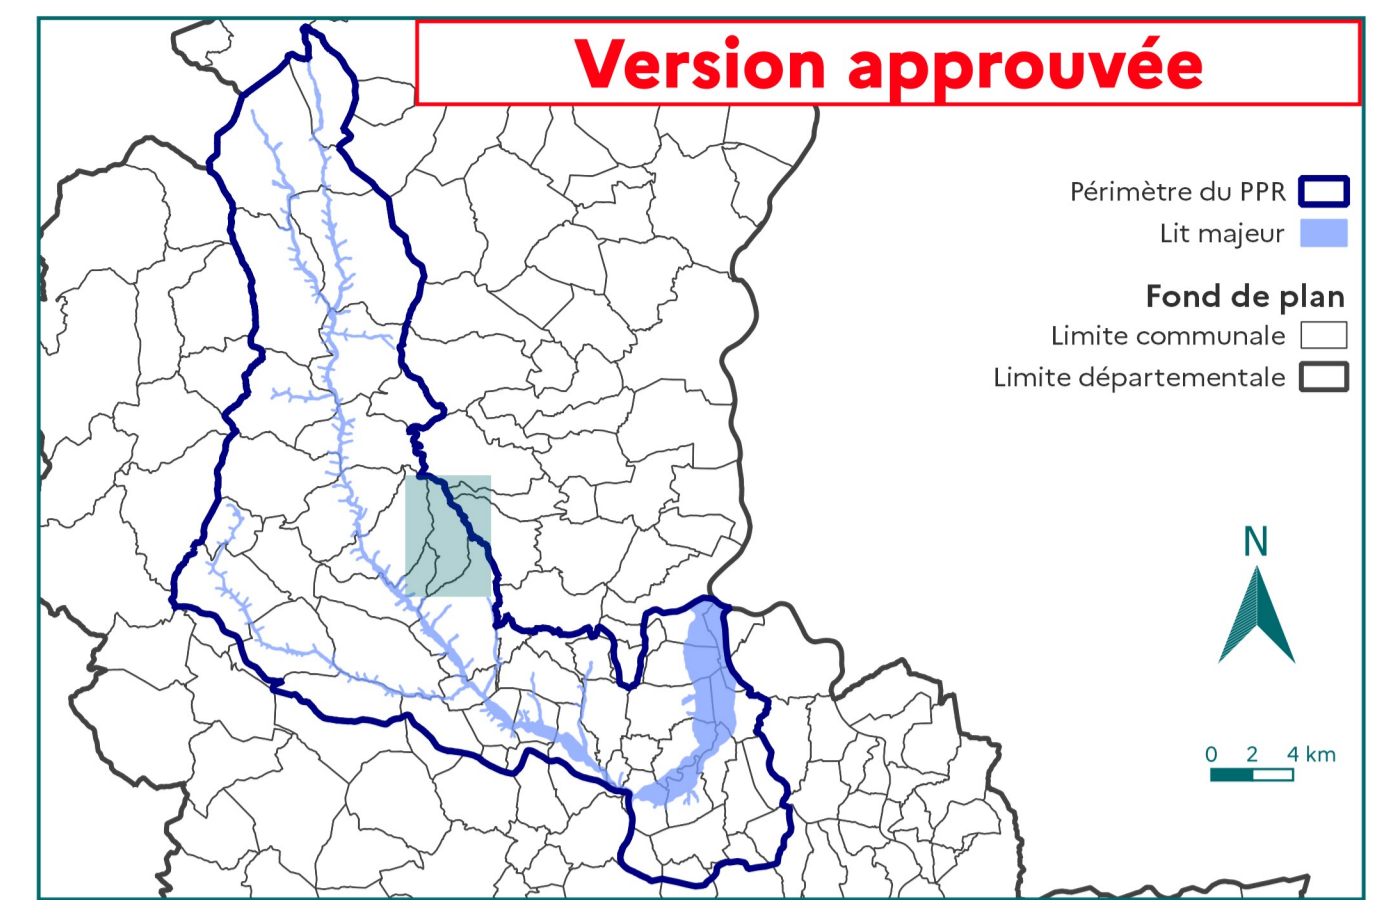 Version approuvée
Périmètre du PPR
Lit majeur
Fond de plan
Limite communale
Limite départementale
N
0 2 4 km